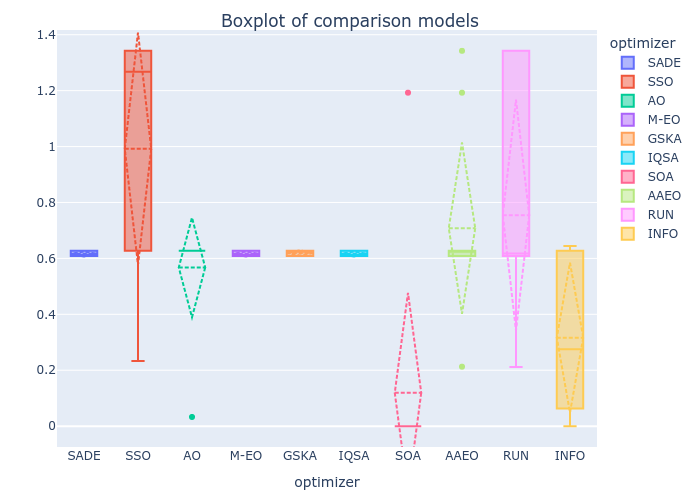 Boxplot of comparison models
optimizer
SADE
SSO
AO
M-EO
GSKA
IQSA
SOA
AAEO
RUN
INFO
1.4
1.2
1
0.8
0.6
0.4
0.2
0
SADE SSO AO M-EO GSKA IQSA SOA AAEO RUN INFO
optimizer